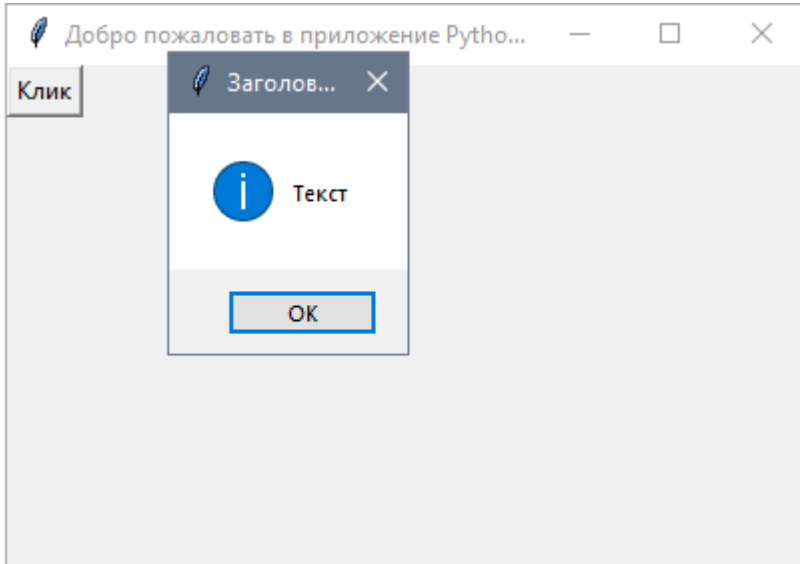 Добро пожаловать в приложение Pytho...
Клик
Заголов...
Текст
OK